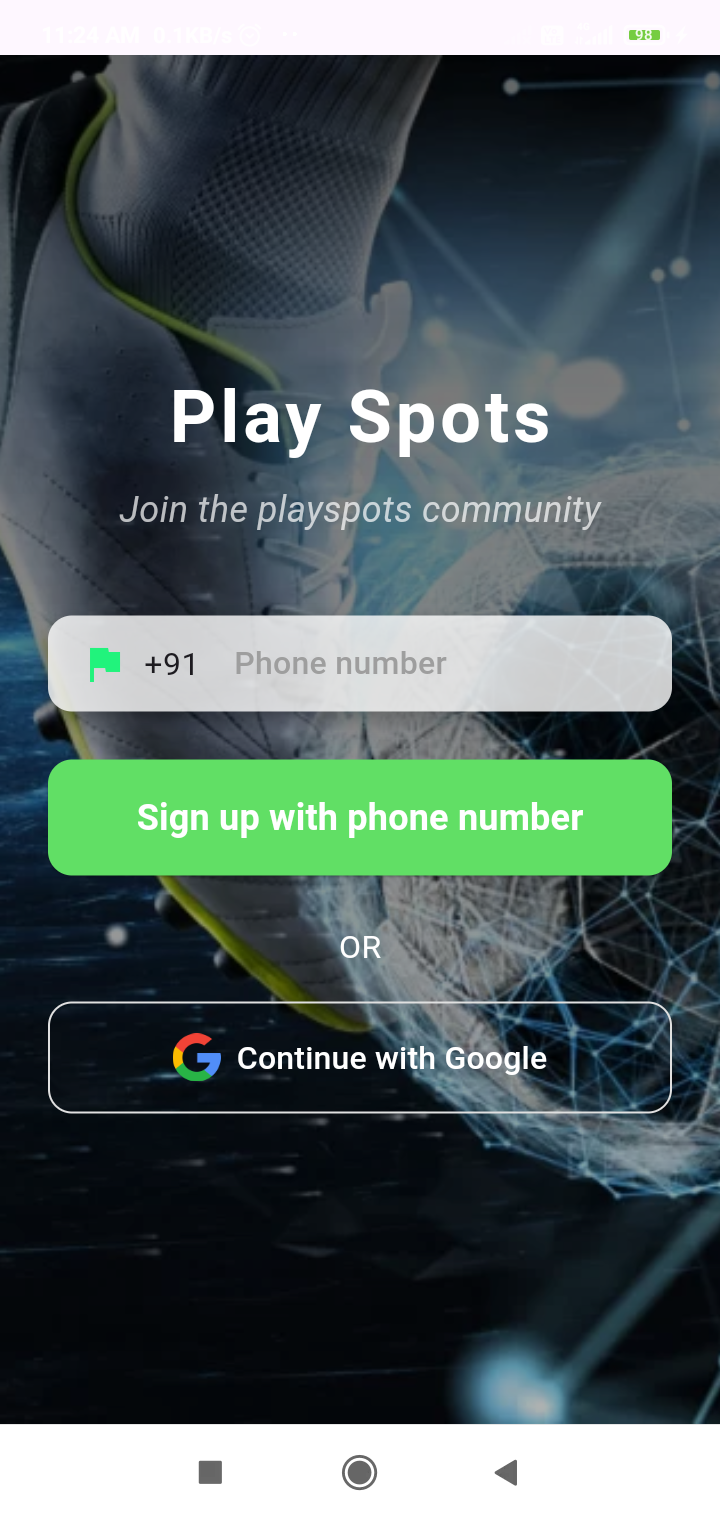 11:24 AM 0.1KB/s
98
Play Spots
Join the playspots community
+91 Phone number
Sign up with phone number
OR
Continue with Google